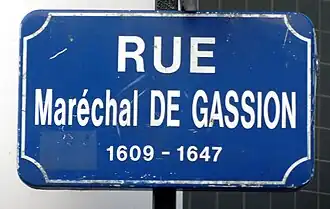 RUE
Maréchal DE GASSION
1609 - 1647